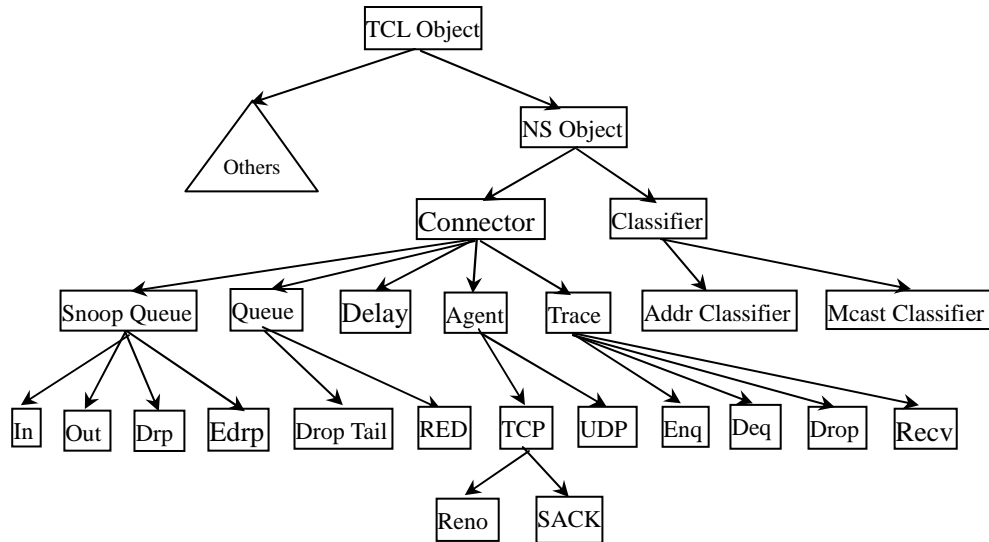 TCL Object
Others
NS Object
Connector
Classifier
Snoop Queue
Queue
Delay
Agent
Trace
Addr Classifier
Mcast Classifier
In
Out
Drp
Edrp
Drop Tail
RED
TCP
UDP
Enq
Deq
Drop
Recv
Reno
SACK